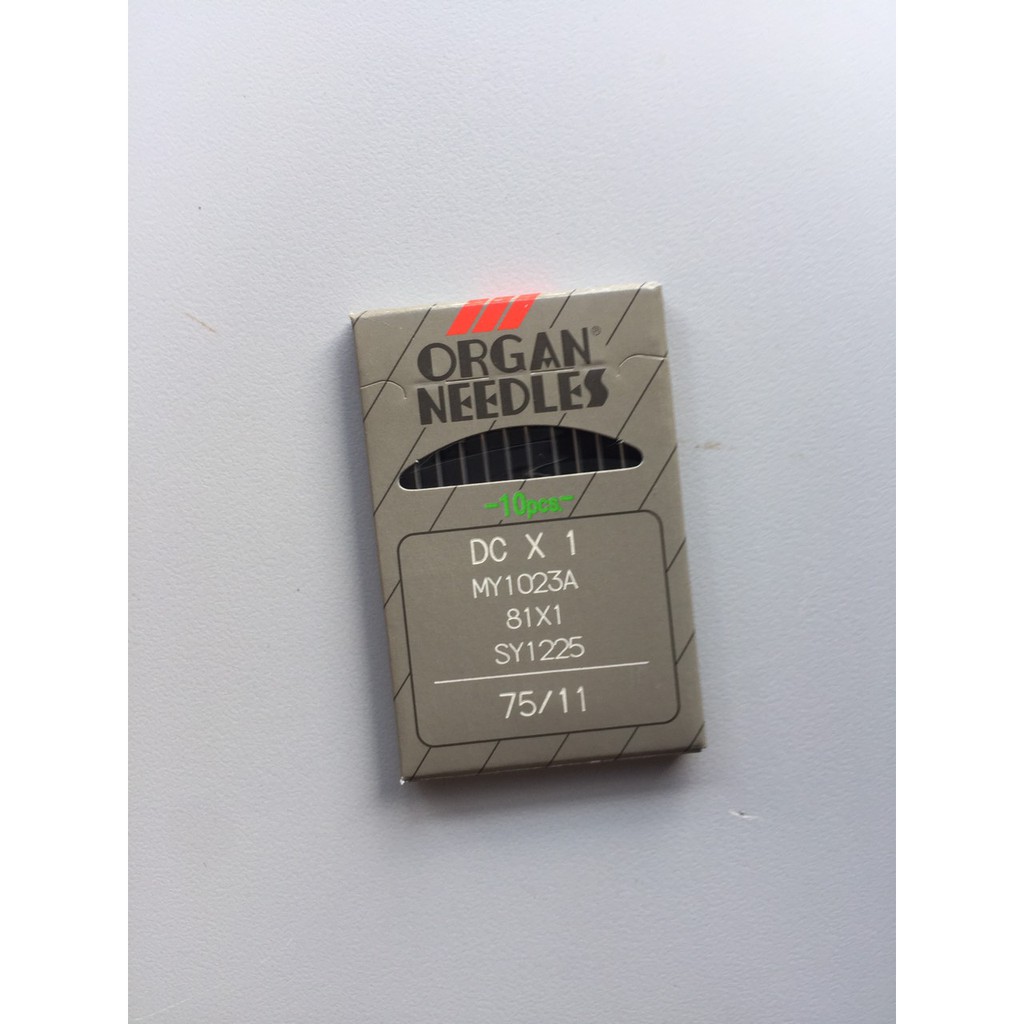 ORGAN®
NEEDLES
-10pcs.-
DC X 1
MY1023A
81X1
SY1225
75/11